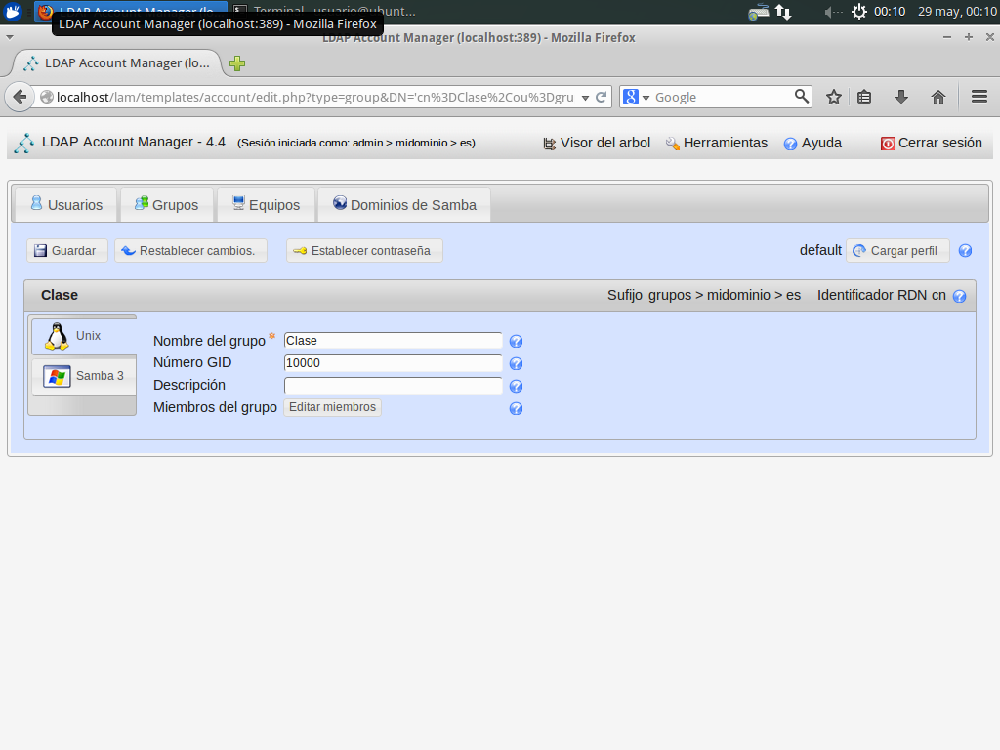 LDAP Account Manager (lo...
Terminal - usuario@ubunt...
00:10 29 may, 00:10
LDAP Account Manager (localhost:389) - Mozilla Firefox
LDAP Account Manager (localhost:389) - Mozilla Firefox
LDAP Account Manager (lo...
localhost/lam/templates/account/edit.php?type=group&DN='cn%3DClase%2Cou%3Dgru
Google
LDAP Account Manager - 4.4 (Sesión iniciada como: admin > midominio > es) Visor del arbol Herramientas Ayuda Cerrar sesión
Usuarios Grupos Equipos Dominios de Samba
Guardar Restablecer cambios. Establecer contraseña default Cargar perfil
Clase Sufijo grupos > midominio > es Identificador RDN cn
Unix
Samba 3
Nombre del grupo* Clase
Número GID 10000
Descripción
Miembros del grupo Editar miembros